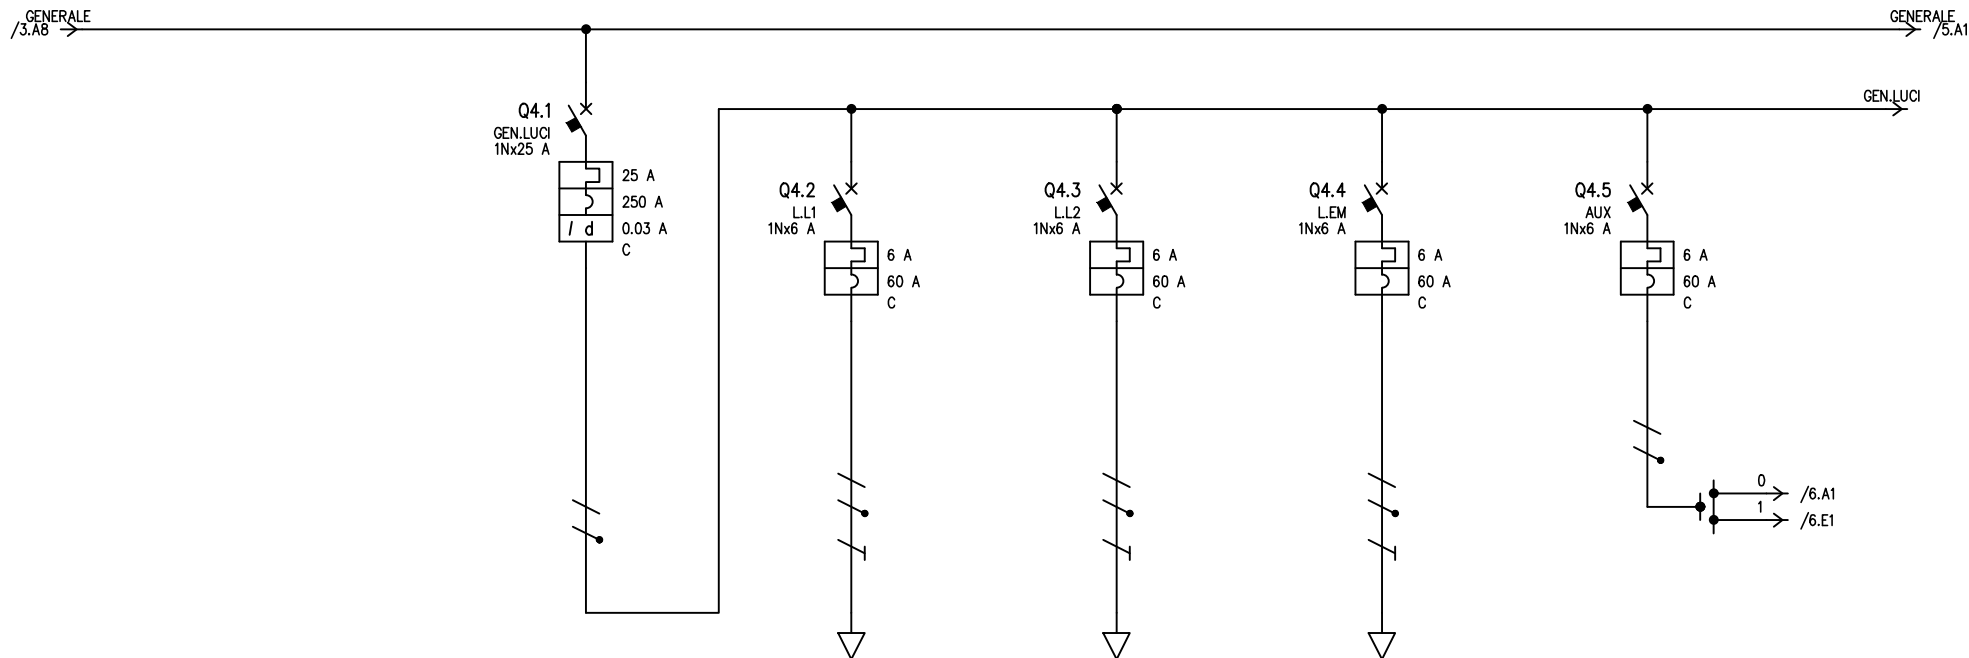 GENERALE
/3.A8
GENERALE
/5.A1
GEN.LUCI
Q4.1
GEN.LUCI
1Nx25 A
25 A
250 A
I d
0.03 A
C
Q4.2
L.L1
1Nx6 A
6 A
60 A
C
Q4.3
L.L2
1Nx6 A
6 A
60 A
C
Q4.4
L.EM
1Nx6 A
6 A
60 A
C
Q4.5
AUX
1Nx6 A
6 A
60 A
C
0
/6.A1
1
/6.E1